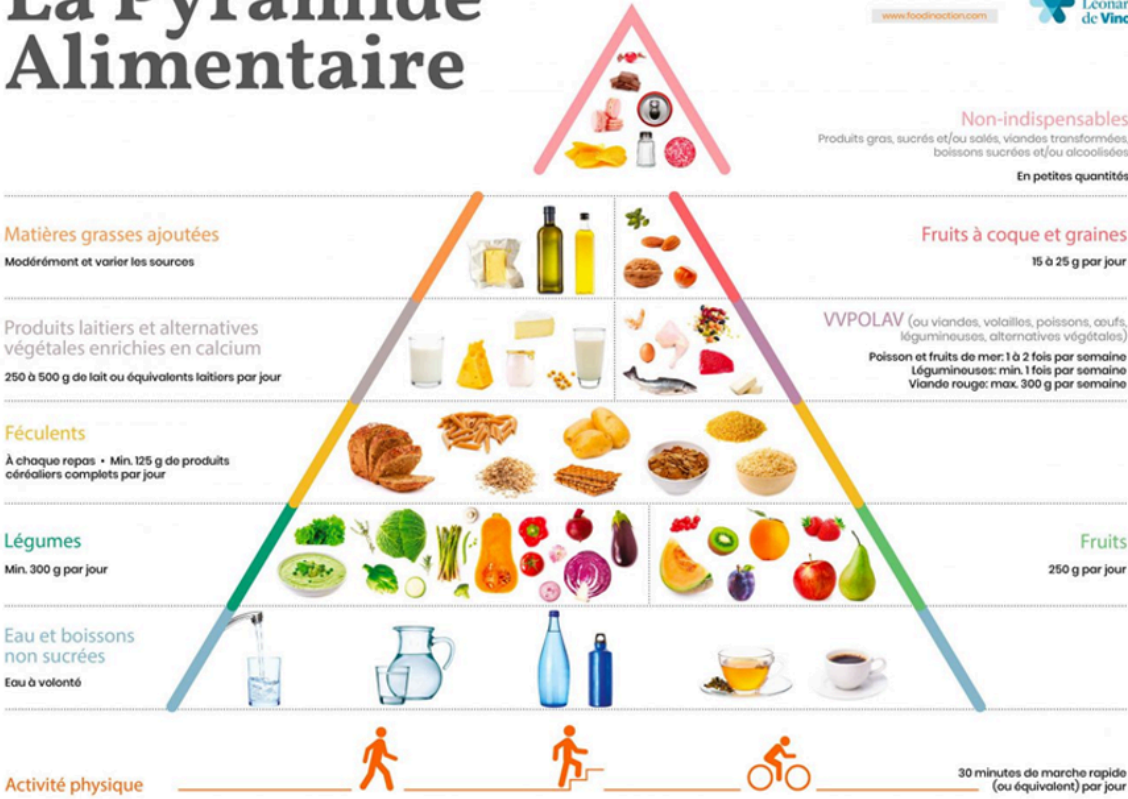 La Pyramide
Alimentaire
www.foodinaction.com
Léonard
de Vinci
Non-indispensables
Produits gras, sucrés et/ou salés, viandes transformées,
boissons sucrées et/ou alcoolisées
En petites quantités
Matières grasses ajoutées
Modérément et varier les sources
Fruits à coque et graines
15 à 25 g par jour
Produits laitiers et alternatives
végétales enrichies en calcium
250 à 500 g de lait ou équivalents laitiers par jour
VVPOLAV (ou viandes, volailles, poissons, œufs,
légumineuses, alternatives végétales)
Poisson et fruits de mer: 1 à 2 fois par semaine
Légumineuses: min. 1 fois par semaine
Viande rouge: max. 300 g par semaine
Féculents
À chaque repas • Min. 125 g de produits
céréaliers complets par jour
Légumes
Min. 300 g par jour
Fruits
250 g par jour
Eau et boissons
non sucrées
Eau à volonté
Activité physique
30 minutes de marche rapide
(ou équivalent) par jour